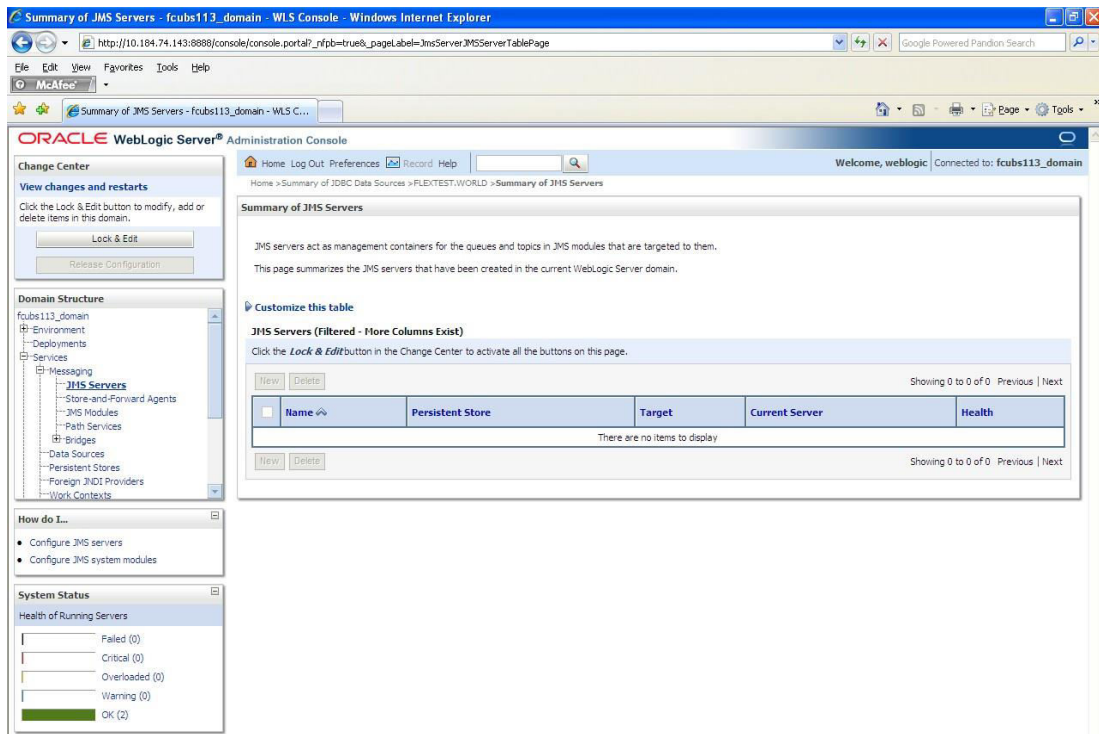 Summary of JMS Servers - fcubs113_domain - WLS Console - Windows Internet Explorer
http://10.184.74.143:8888/console/console.portal?_nfpb=true&_pageLabel=JmsServerJMSServerTablePage
Google Powered Pandion Search
File Edit View Favorites Tools Help
McAfee
Summary of JMS Servers - fcubs113_domain - WLS C...
Page Tools
ORACLE WebLogic Server® Administration Console
Change Center
View changes and restarts
Click the Lock & Edit button to modify, add or
delete items in this domain.
Lock & Edit
Release Configuration
Domain Structure
fcubs113_domain
Environment
Deployments
Services
Messaging
JMS Servers
Store-and-Forward Agents
JMS Modules
Path Services
Bridges
Data Sources
Persistent Stores
Foreign JNDI Providers
Work Contexts
How do I...
Configure JMS servers
Configure JMS system modules
System Status
Health of Running Servers
Failed (0)
Critical (0)
Overloaded (0)
Warning (0)
OK (2)
Home Log Out Preferences Record Help
Welcome, weblogic Connected to: fcubs113_domain
Home >Summary of JDBC Data Sources >FLEXTEST.WORLD >Summary of JMS Servers
Summary of JMS Servers
JMS servers act as management containers for the queues and topics in JMS modules that are targeted to them.
This page summarizes the JMS servers that have been created in the current WebLogic Server domain.
Customize this table
JMS Servers (Filtered - More Columns Exist)
Click the Lock & Edit button in the Change Center to activate all the buttons on this page.
New Delete Showing 0 to 0 of 0 Previous | Next
Name Persistent Store Target Current Server Health
There are no items to display
New Delete Showing 0 to 0 of 0 Previous | Next